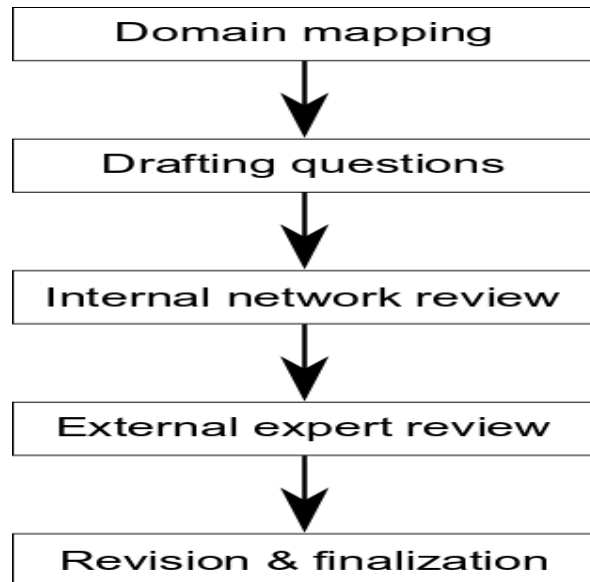 Domain mapping
Drafting questions
Internal network review
External expert review
Revision & finalization